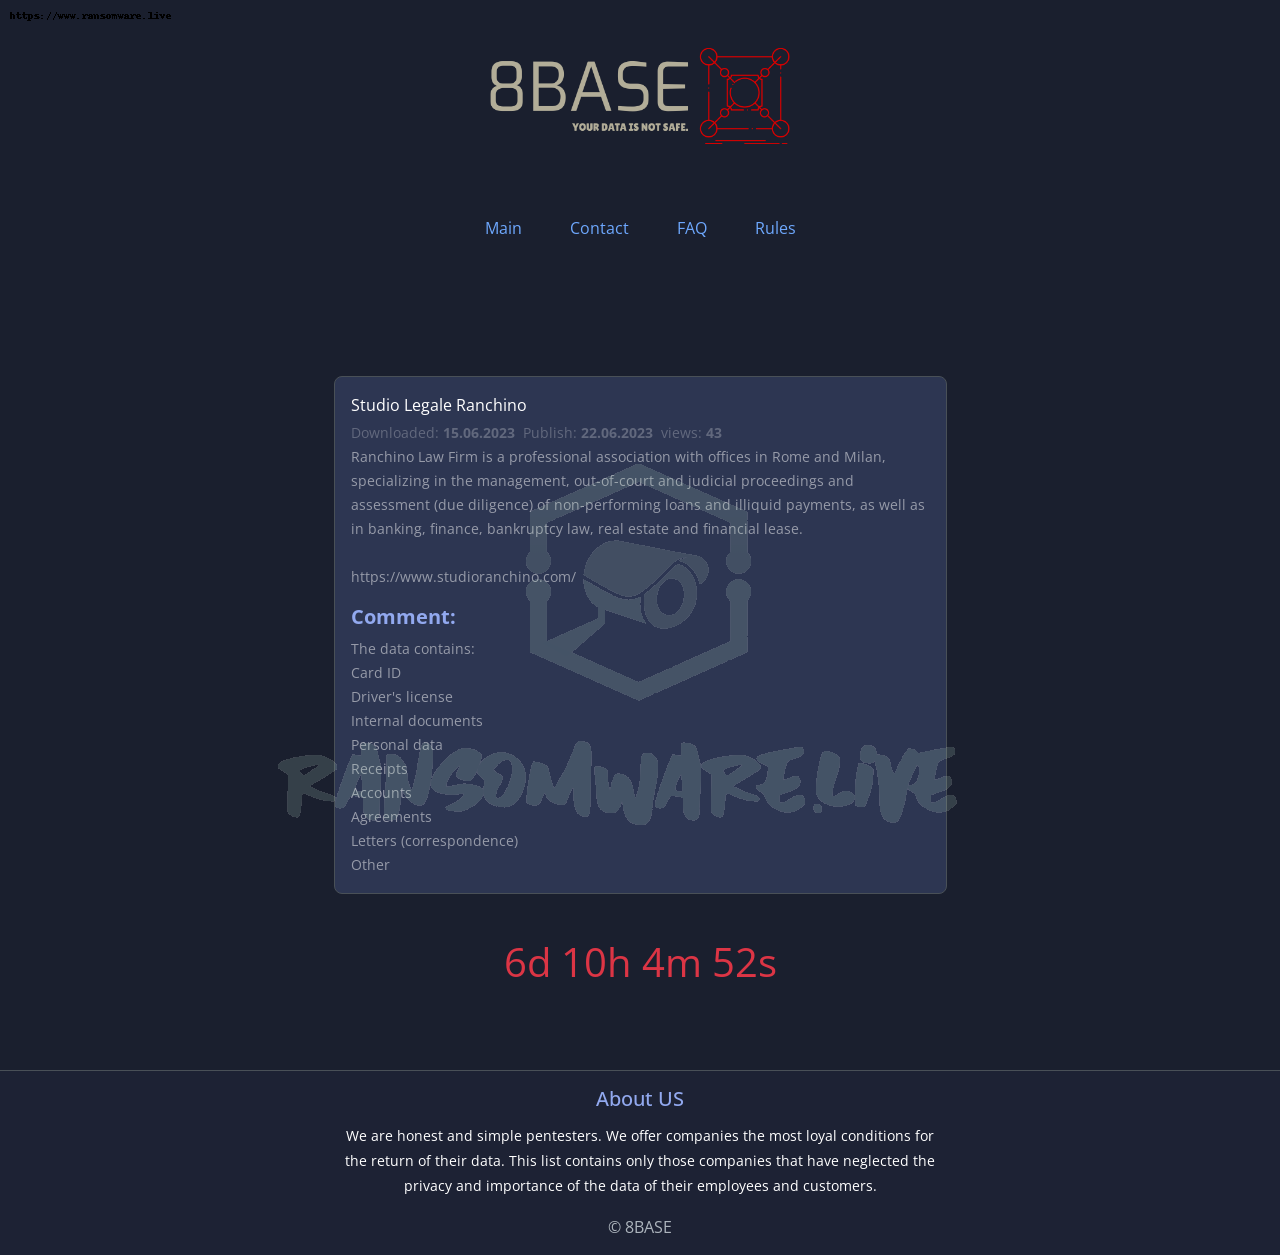 https://www.ransomware.live
8BASE
YOUR DATA IS NOT SAFE.
Main Contact FAQ Rules
Studio Legale Ranchino
Downloaded: 15.06.2023 Publish: 22.06.2023 views: 43
Ranchino Law Firm is a professional association with offices in Rome and Milan,
specializing in the management, out-of-court and judicial proceedings and
assessment (due diligence) of non-performing loans and illiquid payments, as well as
in banking, finance, bankruptcy law, real estate and financial lease.
https://www.studioranchino.com/
Comment:
The data contains:
Card ID
Driver's license
Internal documents
Personal data
RANSOMWARE.LIVE
Receipts
Accounts
Agreements
Letters (correspondence)
Other
6d 10h 4m 52s
About US
We are honest and simple pentesters. We offer companies the most loyal conditions for
the return of their data. This list contains only those companies that have neglected the
privacy and importance of the data of their employees and customers.
© 8BASE